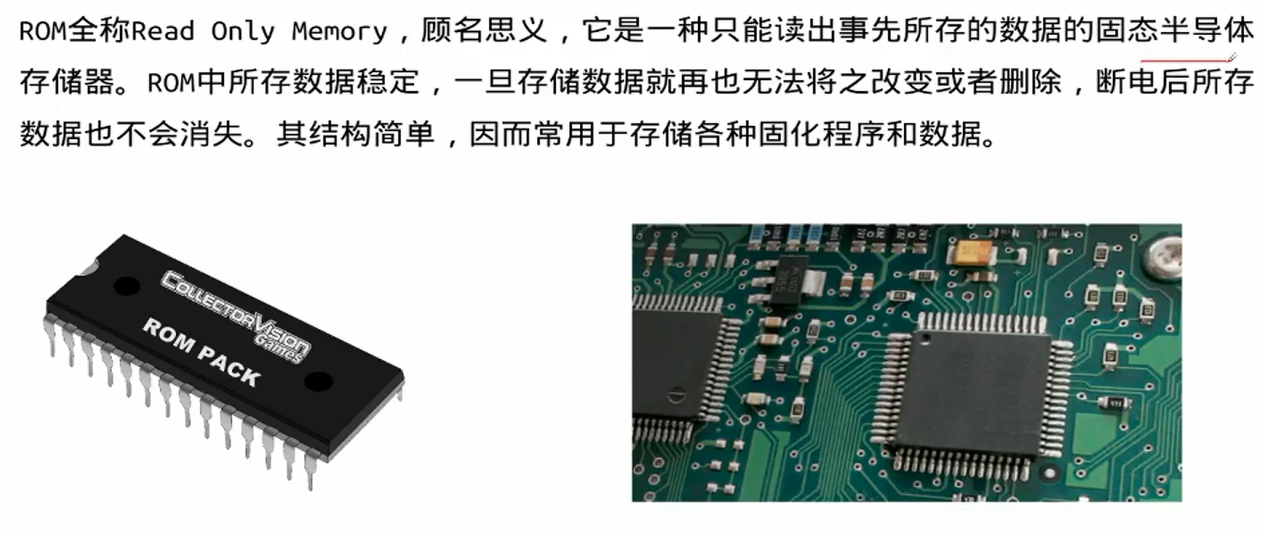 ROM全称Read Only Memory，顾名思义，它是一种只能读出事先所存的数据的固态半导体
存储器。ROM中所存数据稳定，一旦存储数据就再也无法将之改变或者删除，断电后所存
数据也不会消失。其结构简单，因而常用于存储各种固化程序和数据。
COLLECTORVISION
Games
ROM PACK